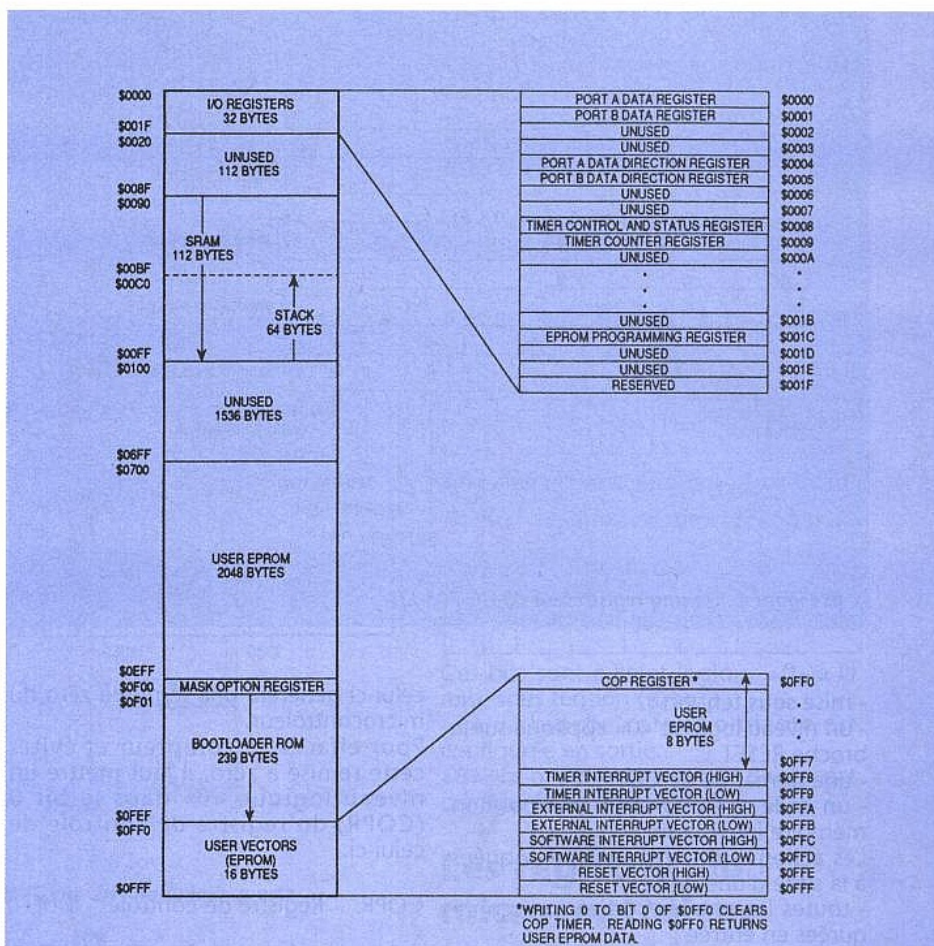 $0000
I/O REGISTERS
32 BYTES
$001F
$0020
UNUSED
112 BYTES
$008F
$0090
SRAM
112 BYTES
$00BF
$00C0
STACK
64 BYTES
$00FF
$0100
UNUSED
1536 BYTES
$06FF
$0700
USER EPROM
2048 BYTES
$0EFF
$0F00
MASK OPTION REGISTER
$0F01
BOOTLOADER ROM
239 BYTES
$0FEF
$0FF0
USER VECTORS
(EPROM)
16 BYTES
$0FFF
PORT A DATA REGISTER $0000
PORT B DATA REGISTER $0001
UNUSED $0002
UNUSED $0003
PORT A DATA DIRECTION REGISTER $0004
PORT B DATA DIRECTION REGISTER $0005
UNUSED $0006
UNUSED $0007
TIMER CONTROL AND STATUS REGISTER $0008
TIMER COUNTER REGISTER $0009
UNUSED $000A
UNUSED $001B
EPROM PROGRAMMING REGISTER $001C
UNUSED $001D
UNUSED $001E
RESERVED $001F
COP REGISTER* $0FF0
USER
EPROM
8 BYTES
$0FF7
TIMER INTERRUPT VECTOR (HIGH) $0FF8
TIMER INTERRUPT VECTOR (LOW) $0FF9
EXTERNAL INTERRUPT VECTOR (HIGH) $0FFA
EXTERNAL INTERRUPT VECTOR (LOW) $0FFB
SOFTWARE INTERRUPT VECTOR (HIGH) $0FFC
SOFTWARE INTERRUPT VECTOR (LOW) $0FFD
RESET VECTOR (HIGH) $0FFE
RESET VECTOR (LOW) $0FFF
*WRITING 0 TO BIT 0 OF $0FF0 CLEARS
COP TIMER. READING $0FF0 RETURNS
USER EPROM DATA.